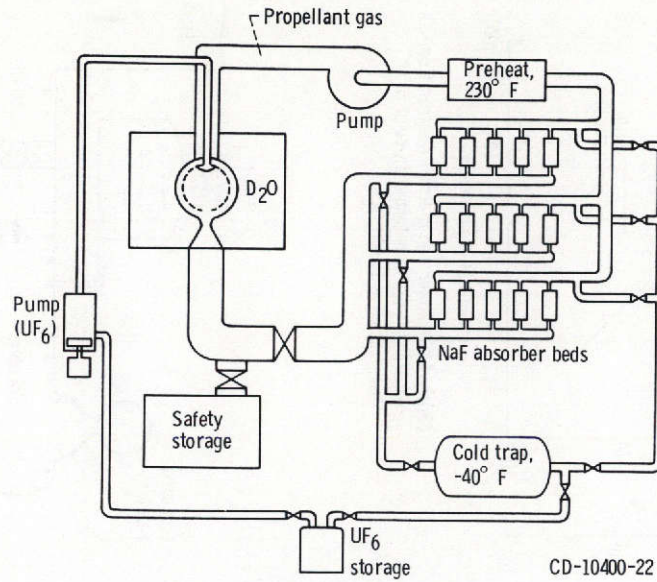 Propellant gas
Preheat,
230° F
Pump
D₂O
Pump
(UF₆)
NaF absorber beds
Safety
storage
Cold trap,
-40° F
UF₆
storage
CD-10400-22